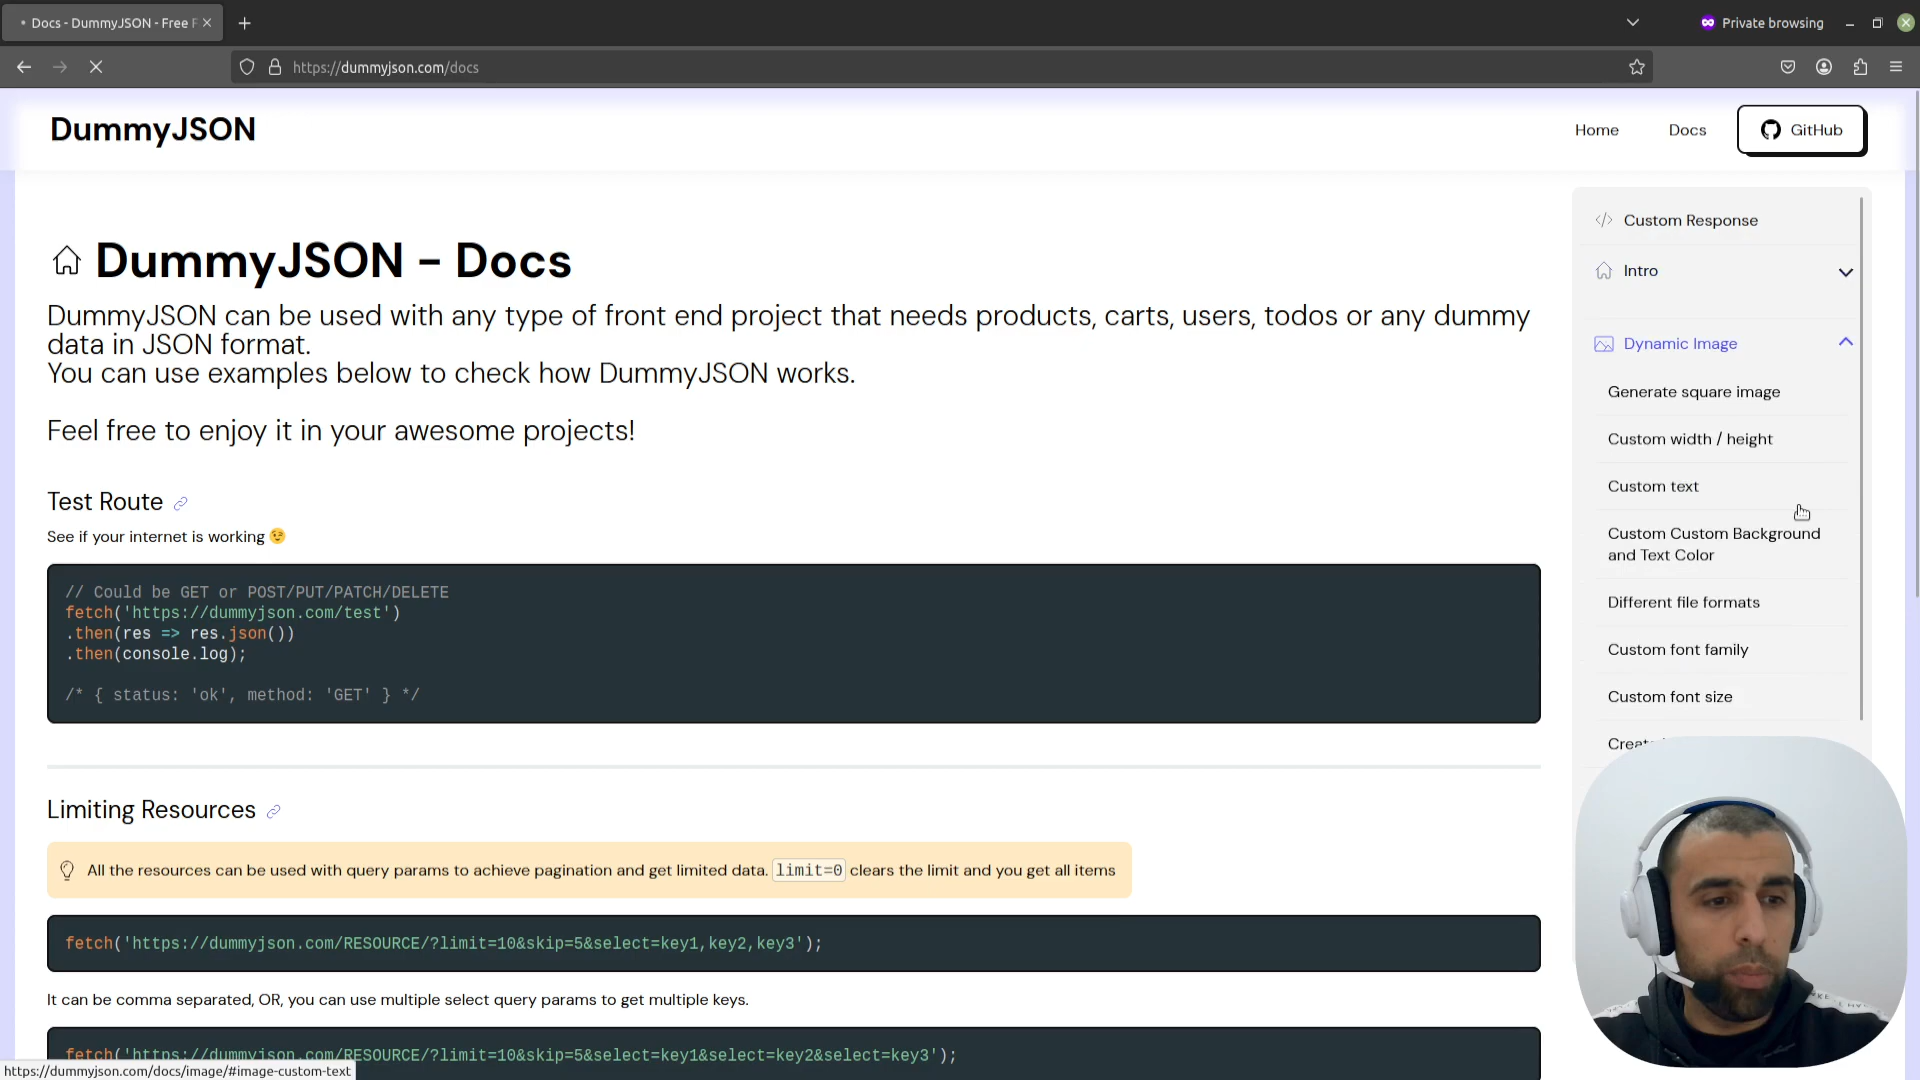 Docs - DummyJSON - Free F
Private browsing
https://dummyjson.com/docs
DummyJSON
Home
Docs
GitHub
DummyJSON - Docs
DummyJSON can be used with any type of front end project that needs products, carts, users, todos or any dummy
data in JSON format.
You can use examples below to check how DummyJSON works.
Feel free to enjoy it in your awesome projects!
Test Route
See if your internet is working 😉
// Could be GET or POST/PUT/PATCH/DELETE
fetch('https://dummyjson.com/test')
.then(res => res.json())
.then(console.log);
/* { status: 'ok', method: 'GET' } */
Limiting Resources
All the resources can be used with query params to achieve pagination and get limited data. limit=0 clears the limit and you get all items
fetch('https://dummyjson.com/RESOURCE/?limit=10&skip=5&select=key1,key2,key3');
It can be comma separated, OR, you can use multiple select query params to get multiple keys.
fetch('https://dummyjson.com/RESOURCE/?limit=10&skip=5&select=key1&select=key2&select=key3');
https://dummyjson.com/docs/image/#image-custom-text
Custom Response
Intro
Dynamic Image
Generate square image
Custom width / height
Custom text
Custom Custom Background
and Text Color
Different file formats
Custom font family
Custom font size